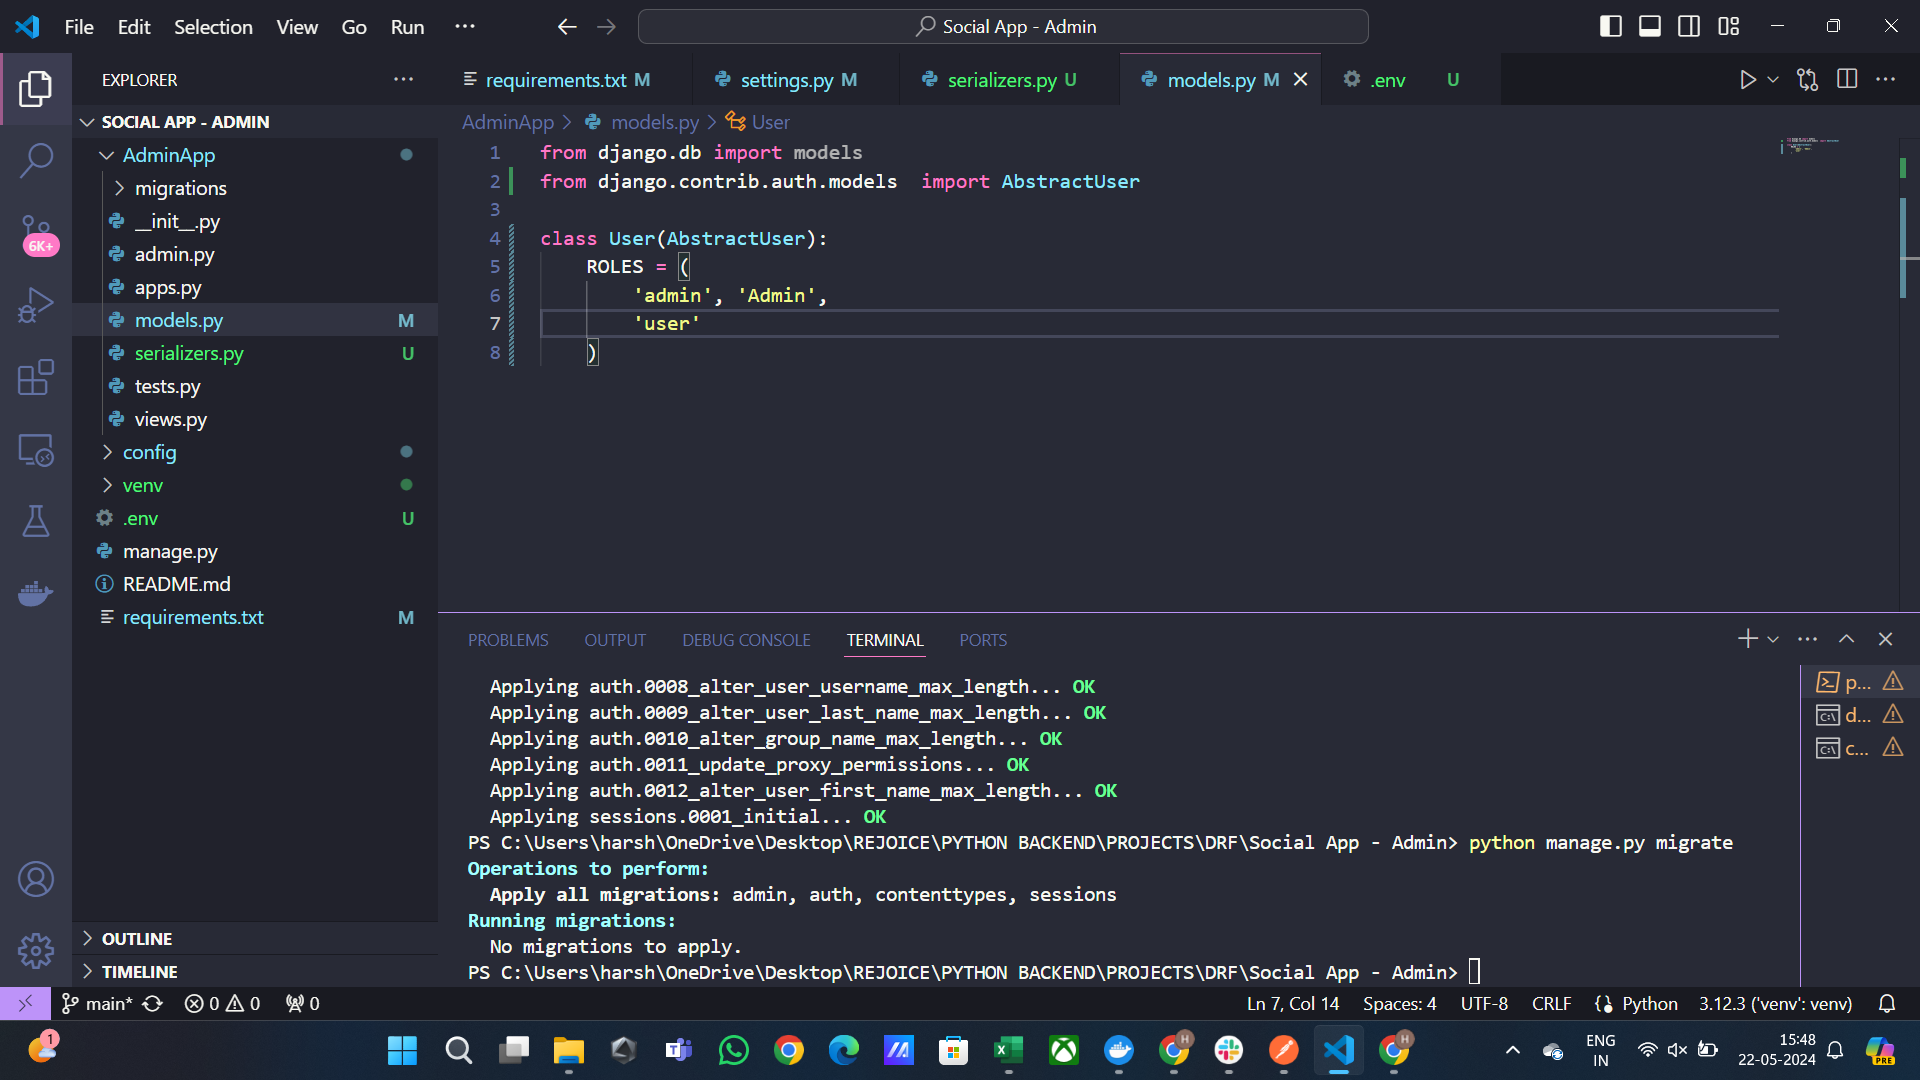 File Edit Selection View Go Run ···
Social App - Admin
EXPLORER ···
requirements.txt M
settings.py M
serializers.py U
models.py M
.env U
SOCIAL APP - ADMIN
AdminApp > models.py > User
AdminApp
migrations
__init__.py
admin.py
apps.py
models.py M
serializers.py U
tests.py
views.py
config
venv
.env U
manage.py
README.md
requirements.txt M
OUTLINE
TIMELINE
6K+
1 from django.db import models
2 from django.contrib.auth.models  import AbstractUser
3
4 class User(AbstractUser):
5     ROLES = (
6         'admin', 'Admin',
7         'user'
8     )
PROBLEMS OUTPUT DEBUG CONSOLE TERMINAL PORTS
  Applying auth.0008_alter_user_username_max_length... OK
  Applying auth.0009_alter_user_last_name_max_length... OK
  Applying auth.0010_alter_group_name_max_length... OK
  Applying auth.0011_update_proxy_permissions... OK
  Applying auth.0012_alter_user_first_name_max_length... OK
  Applying sessions.0001_initial... OK
PS C:\Users\harsh\OneDrive\Desktop\REJOICE\PYTHON BACKEND\PROJECTS\DRF\Social App - Admin> python manage.py migrate
Operations to perform:
  Apply all migrations: admin, auth, contenttypes, sessions
Running migrations:
  No migrations to apply.
PS C:\Users\harsh\OneDrive\Desktop\REJOICE\PYTHON BACKEND\PROJECTS\DRF\Social App - Admin>
p...
d...
c...
main* 0 0 0
Ln 7, Col 14 Spaces: 4 UTF-8 CRLF Python 3.12.3 ('venv': venv)
1
ENG
IN
15:48
22-05-2024
PRE